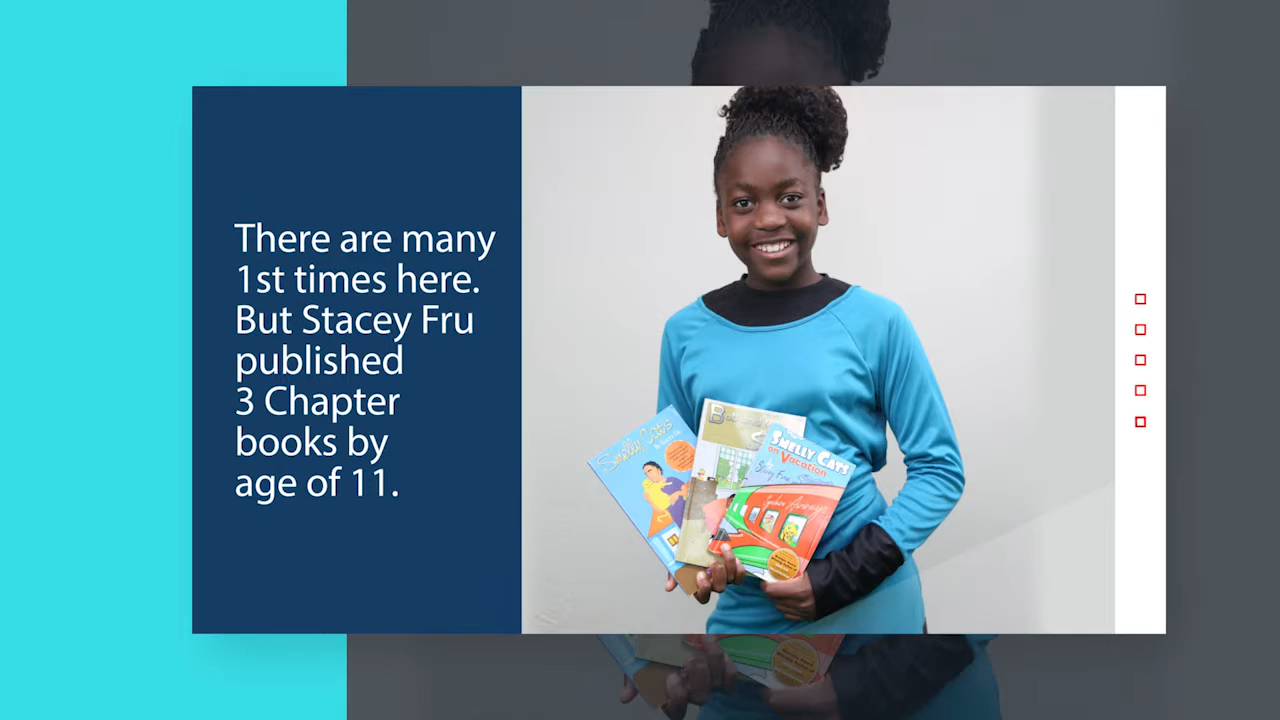 There are many
1st times here.
But Stacey Fru
published
3 Chapter
books by
age of 11.
Smelly Cats
SMELLY CATS
on Vacation